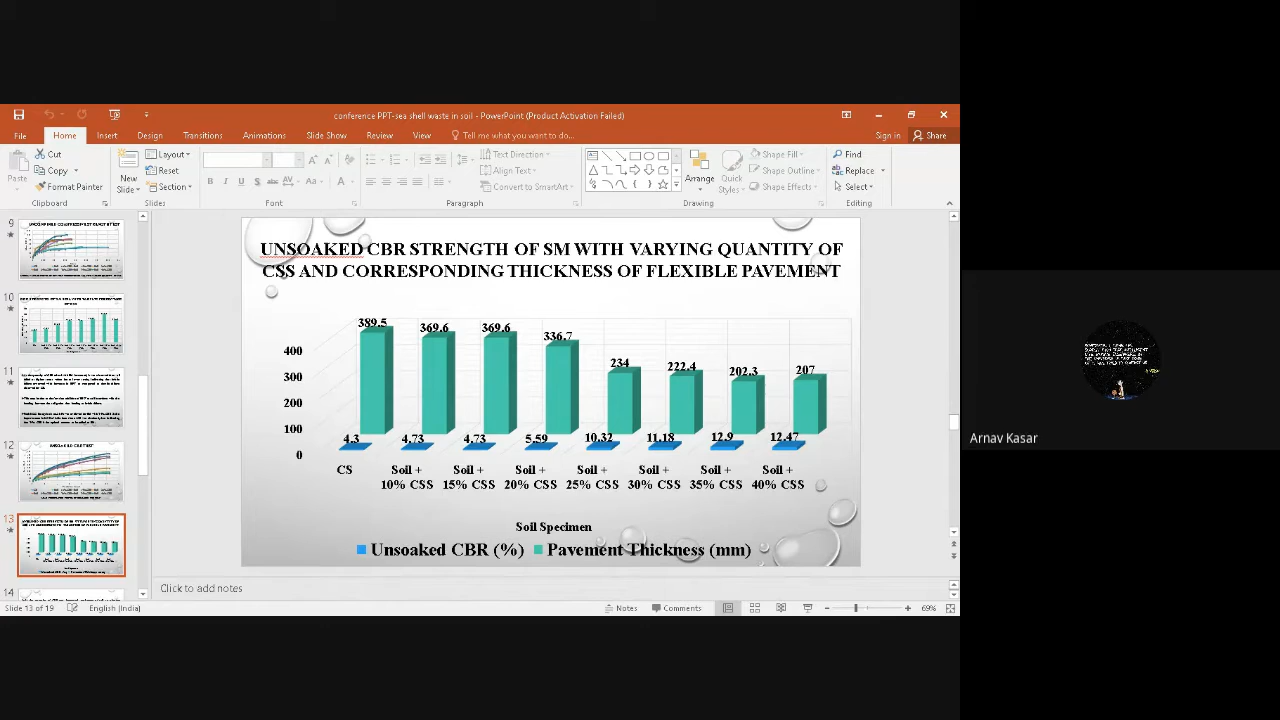 conference PPT-sea shell waste in soil - PowerPoint (Product Activation Failed)
File Home Insert Design Transitions Animations Slide Show Review View Tell me what you want to do... Sign in Share
Paste Cut Copy Format Painter
Clipboard
New Slide Layout Reset Section
Slides
B I U S abc AV Aa A
Font
Text Direction Align Text Convert to SmartArt
Paragraph
Arrange Quick Styles Shape Fill Shape Outline Shape Effects
Drawing
Find Replace Select
Editing
9
10
11
12
13
14
UNSOAKED CBR STRENGTH OF SM WITH VARYING QUANTITY OF
CSS AND CORRESPONDING THICKNESS OF FLEXIBLE PAVEMENT
389.5 369.6 369.6 336.7 234 222.4 202.3 207
400
300
200
100
0
4.3 4.73 4.73 5.59 10.32 11.18 12.9 12.47
CS Soil + Soil + Soil + Soil + Soil + Soil + Soil +
10% CSS 15% CSS 20% CSS 25% CSS 30% CSS 35% CSS 40% CSS
Soil Specimen
Unsoaked CBR (%) Pavement Thickness (mm)
Click to add notes
Slide 13 of 19 English (India) Notes Comments 69%
Arnav Kasar